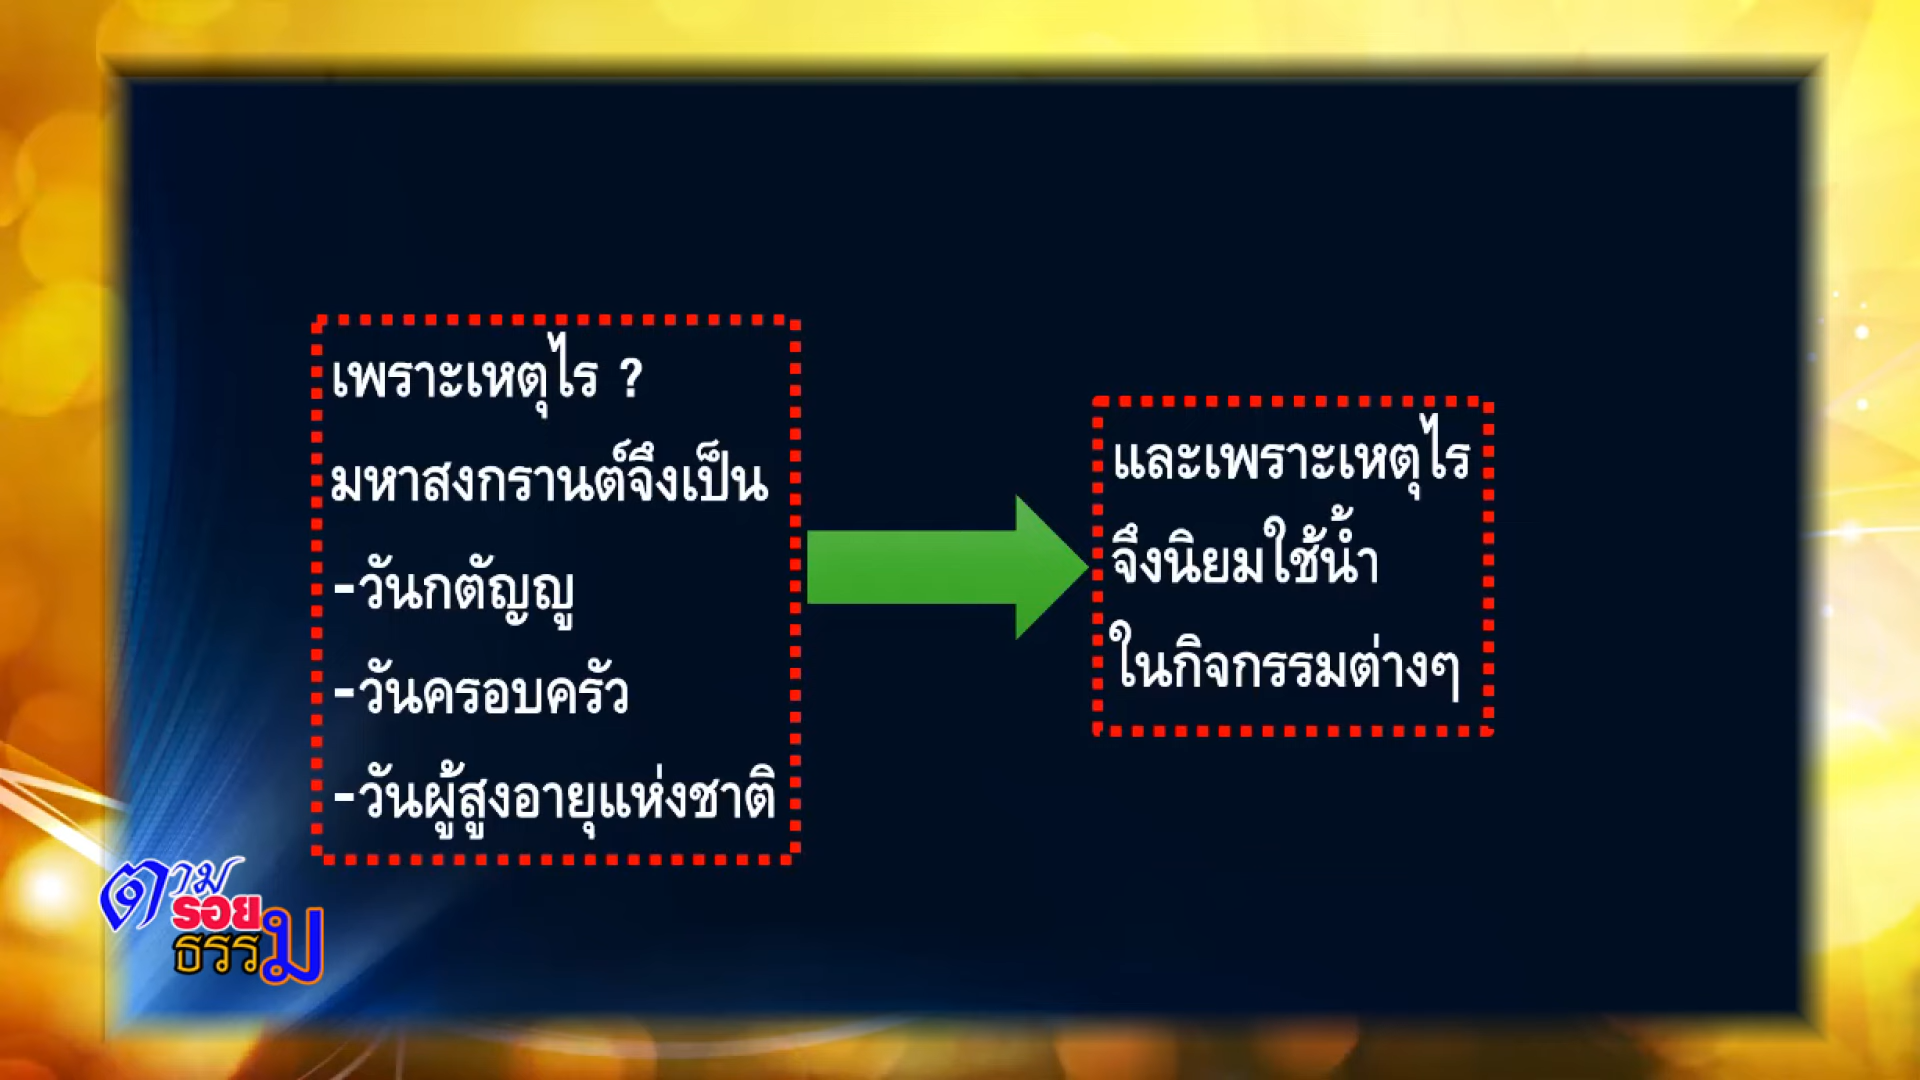 เพราะเหตุไร ?
มหาสงกรานต์จึงเป็น
-วันกตัญญู
-วันครอบครัว
-วันผู้สูงอายุแห่งชาติ
และเพราะเหตุไร
จึงนิยมใช้น้ำ
ในกิจกรรมต่างๆ
ตาม
รอย
ธรรม